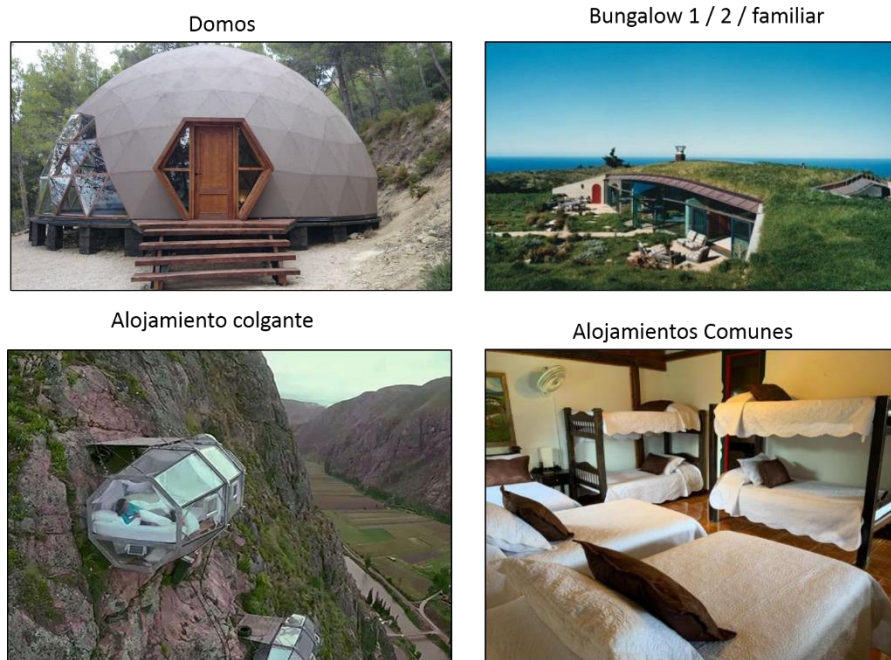 Domos
Bungalow 1 / 2 / familiar
Alojamiento colgante
Alojamientos Comunes